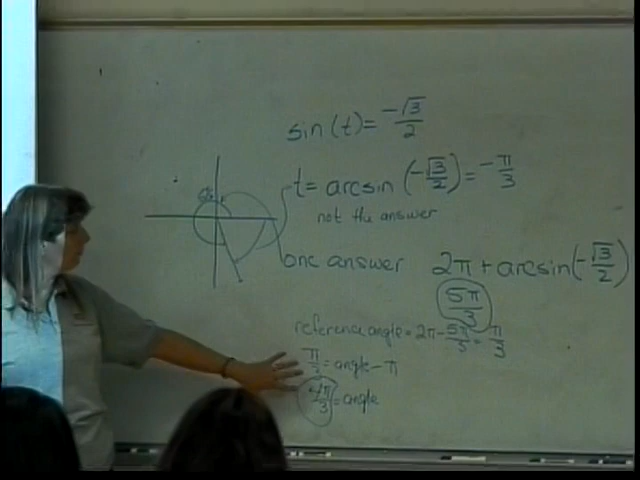 sin(t) = -√3/2
t = arcsin(-√3/2) = -π/3
not the answer
one answer 2π + arcsin(-√3/2)
5π/3
reference angle = 2π - 5π/3 = π/3
π/3 = angle - π
4π/3 = angle